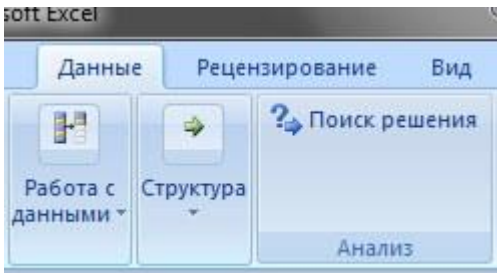 soft Excel
Данные Рецензирование Вид
Поиск решения
Работа с данными
Структура
Анализ